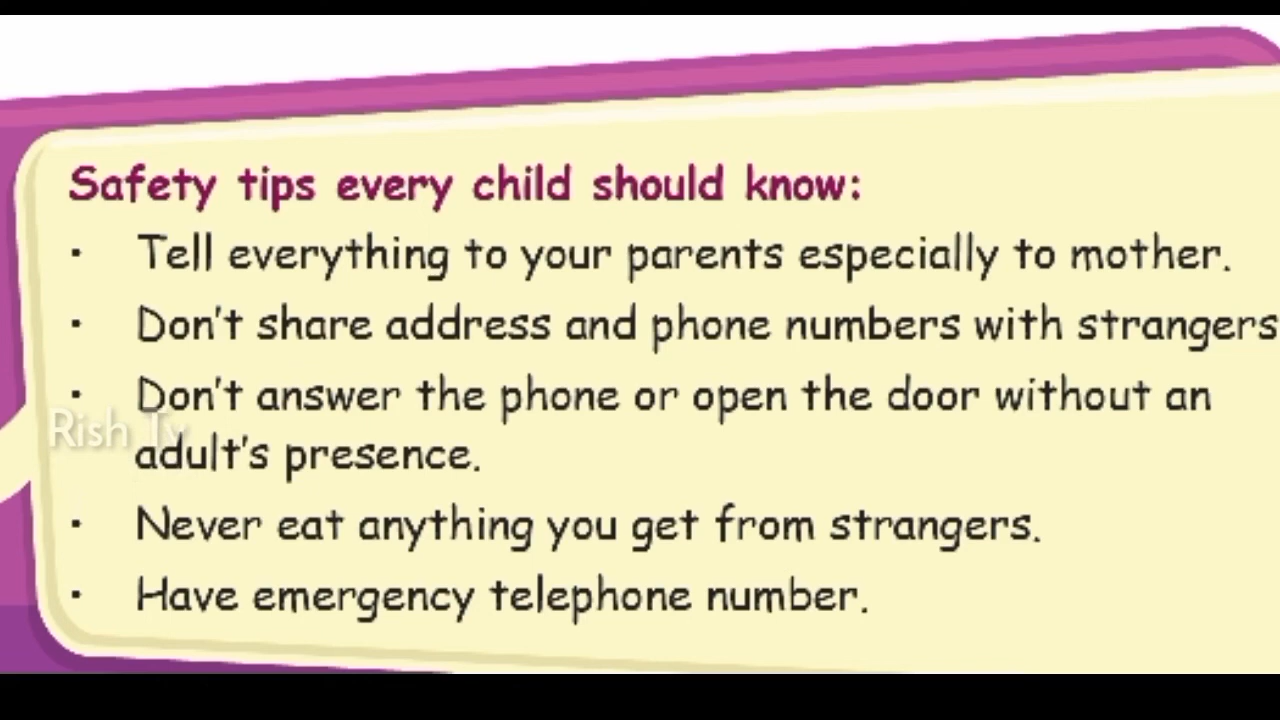 Safety tips every child should know:
· Tell everything to your parents especially to mother.
· Don't share address and phone numbers with strangers
· Don't answer the phone or open the door without an
adult's presence.
Rish Tv
· Never eat anything you get from strangers.
· Have emergency telephone number.